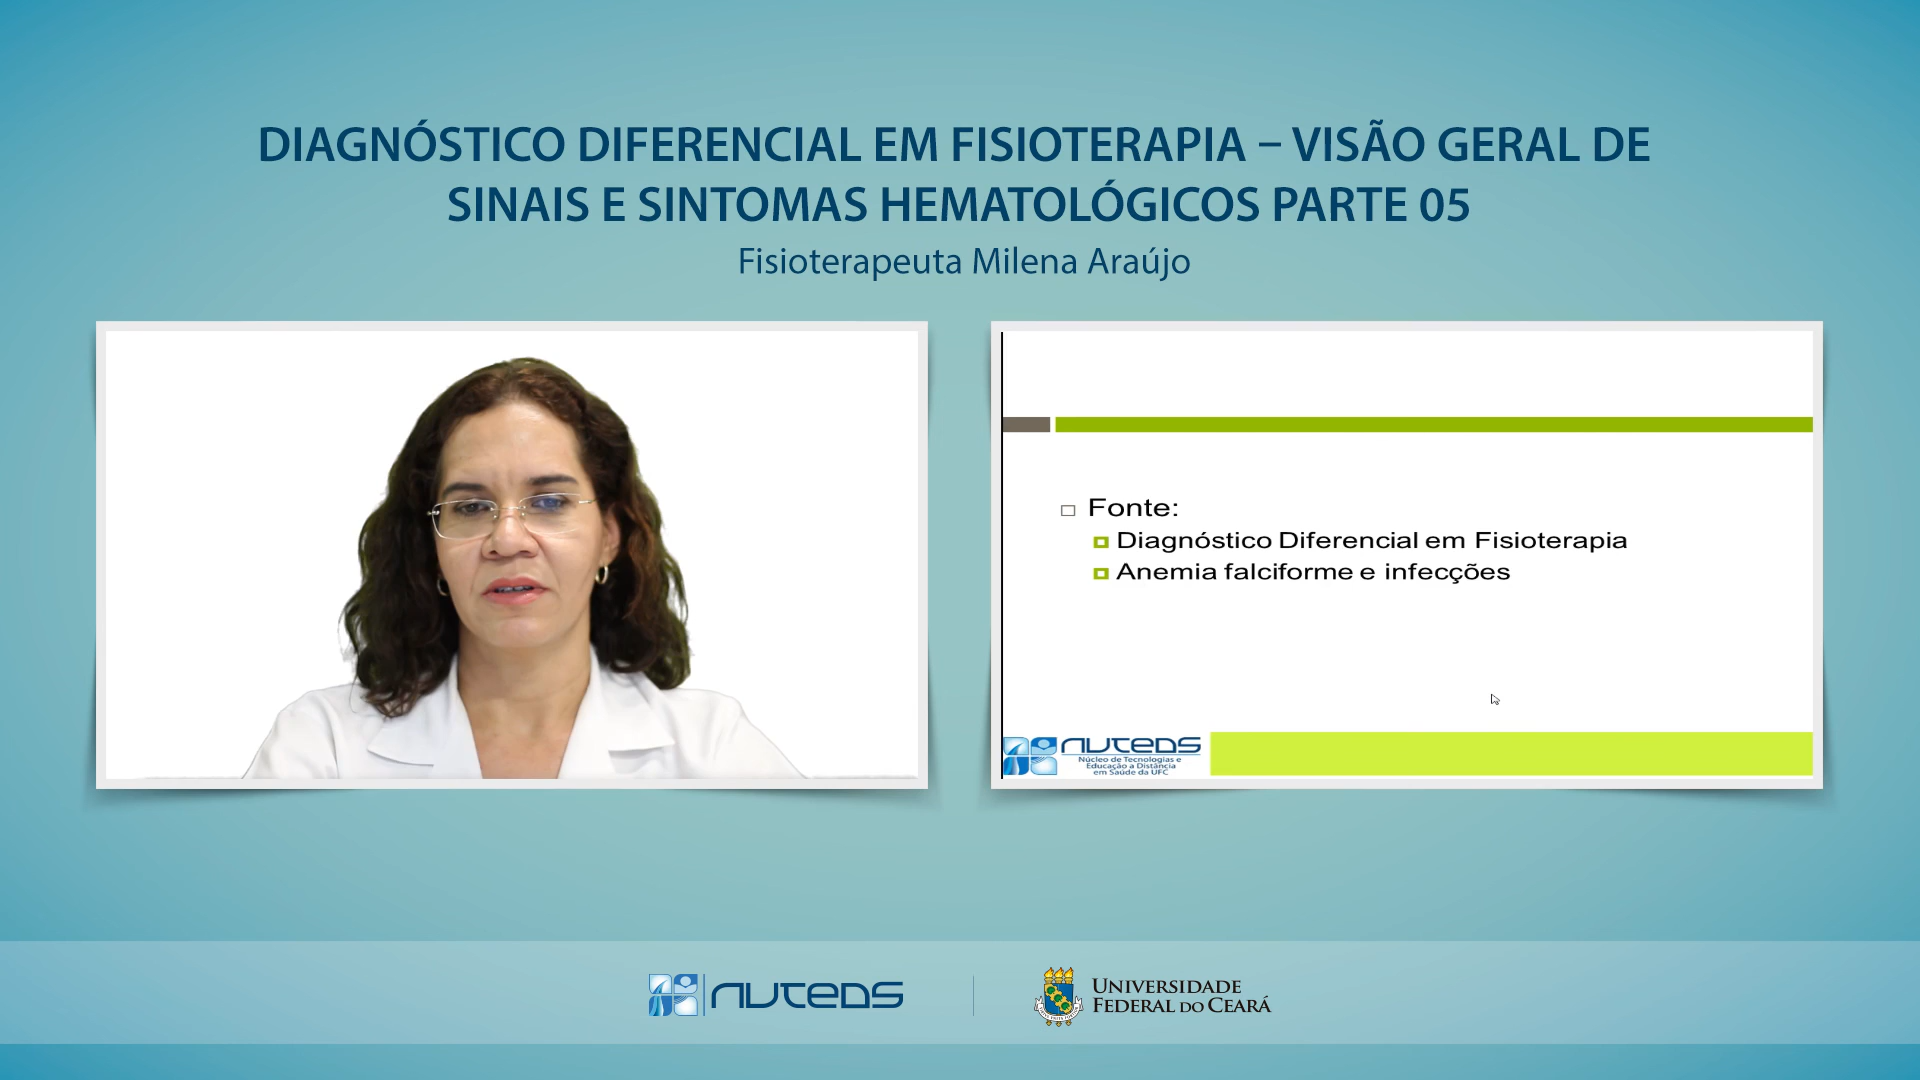 DIAGNÓSTICO DIFERENCIAL EM FISIOTERAPIA – VISÃO GERAL DE
SINAIS E SINTOMAS HEMATOLÓGICOS PARTE 05
Fisioterapeuta Milena Araújo
Fonte:
Diagnóstico Diferencial em Fisioterapia
Anemia falciforme e infecções
NUTEDS
Núcleo de Tecnologias e
Educação a Distância
em Saúde da UFC
NUTEDS
UNIVERSIDADE
FEDERAL DO CEARÁ